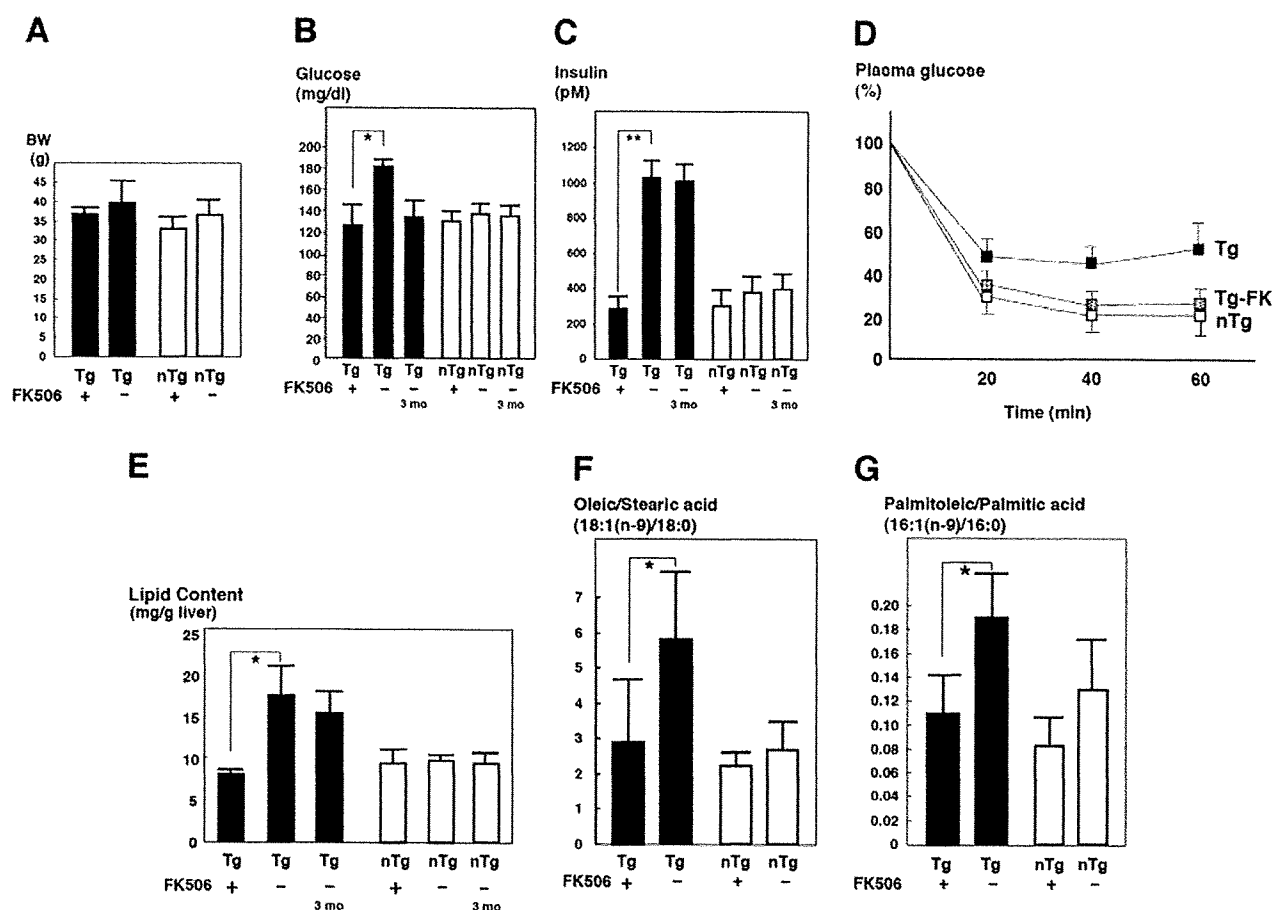 A
BW
(g)
45
40
35
30
25
20
15
10
5
0
Tg Tg nTg nTg
FK506 + − + −
B
Glucose
(mg/dl)
200
180
160
140
120
100
80
60
40
20
0
*
Tg Tg Tg nTg nTg nTg
FK506 + − − + − −
3 mo 3 mo
C
Insulin
(pM)
1200
1000
800
600
400
200
0
**
Tg Tg Tg nTg nTg nTg
+ − − + − −
3 mo 3 mo
D
Plasma glucose
(%)
100
80
60
40
20
0
Tg
Tg-FK
nTg
20 40 60
Time (min)
E
Lipid Content
(mg/g liver)
25
20
15
10
5
0
*
Tg Tg Tg nTg nTg nTg
FK506 + − − + − −
3 mo 3 mo
F
Oleic/Stearic acid
(18:1(n-9)/18:0)
7
6
5
4
3
2
1
0
*
Tg Tg nTg nTg
FK506 + − + −
G
Palmitoleic/Palmitic acid
(16:1(n-9)/16:0)
0.20
0.18
0.16
0.14
0.12
0.10
0.08
0.06
0.04
0.02
0
*
Tg Tg nTg nTg
FK506 + − + −